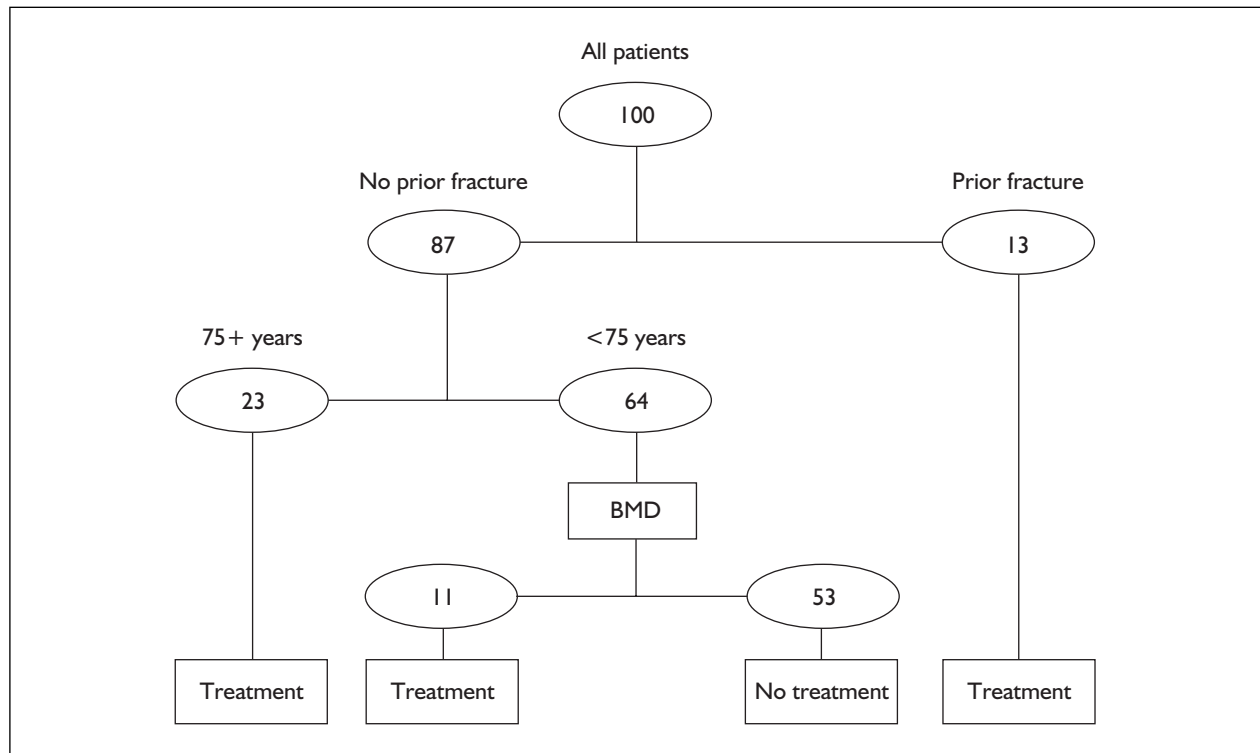 All patients
100
No prior fracture
Prior fracture
87
13
75+ years
<75 years
23
64
BMD
11
53
Treatment
Treatment
No treatment
Treatment